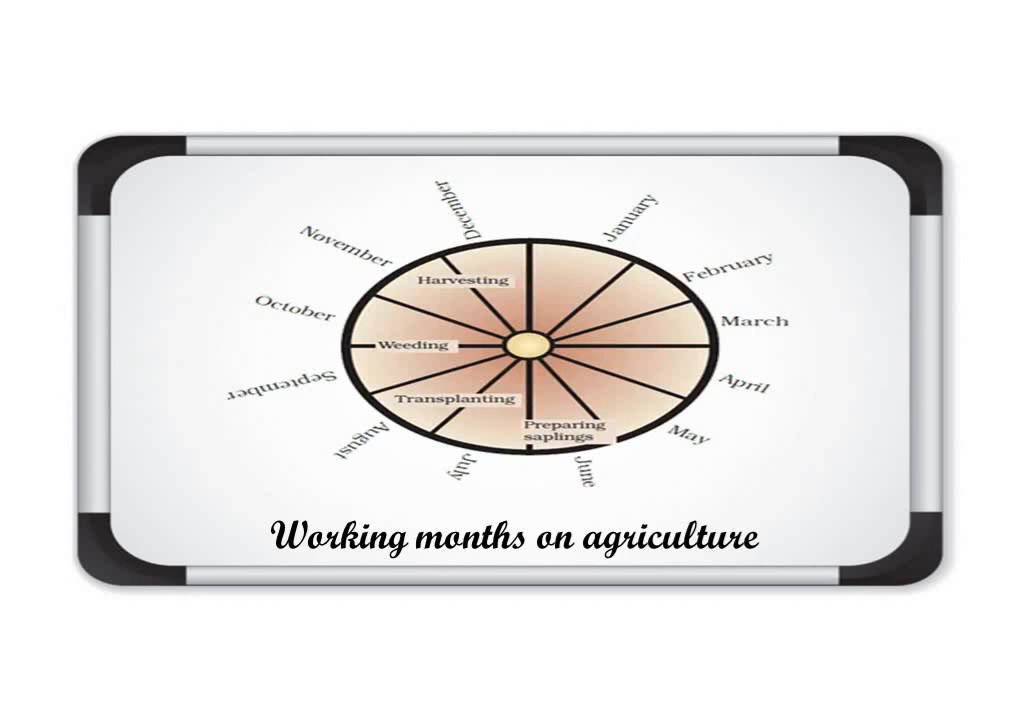 December
January
November
February
Harvesting
October
March
Weeding
September
April
Transplanting
August
Preparing
saplings
May
July
June
Working months on agriculture